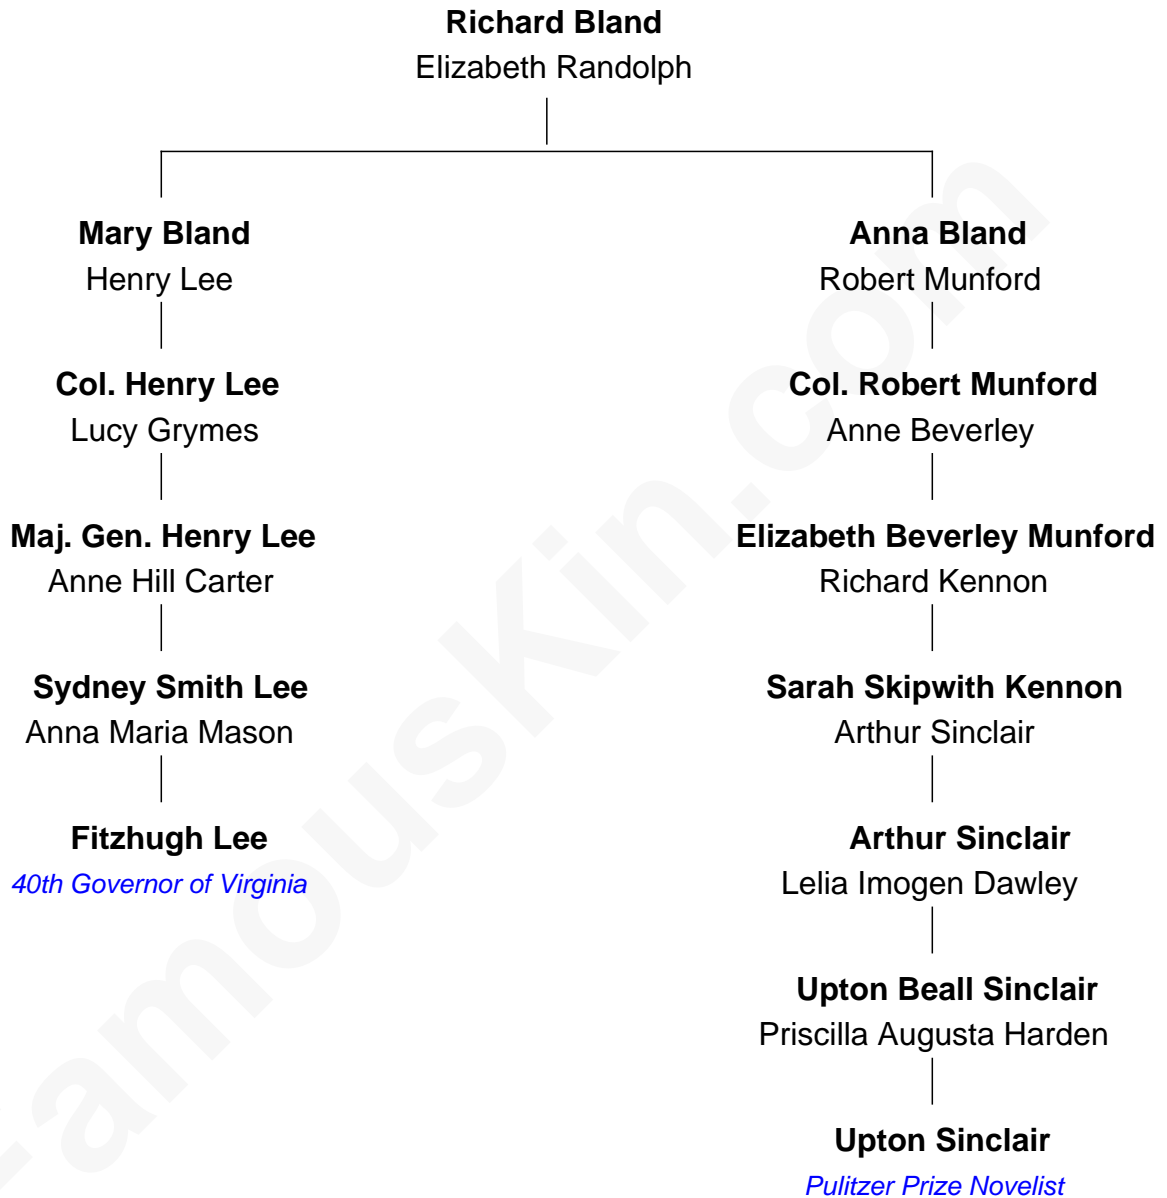 Richard Bland
Elizabeth Randolph
Mary Bland
Henry Lee
Anna Bland
Robert Munford
Col. Henry Lee
Lucy Grymes
Col. Robert Munford
Anne Beverley
Maj. Gen. Henry Lee
Anne Hill Carter
Elizabeth Beverley Munford
Richard Kennon
Sydney Smith Lee
Anna Maria Mason
Sarah Skipwith Kennon
Arthur Sinclair
Fitzhugh Lee
40th Governor of Virginia
Arthur Sinclair
Lelia Imogen Dawley
Upton Beall Sinclair
Priscilla Augusta Harden
Upton Sinclair
Pulitzer Prize Novelist
FamousKin.com